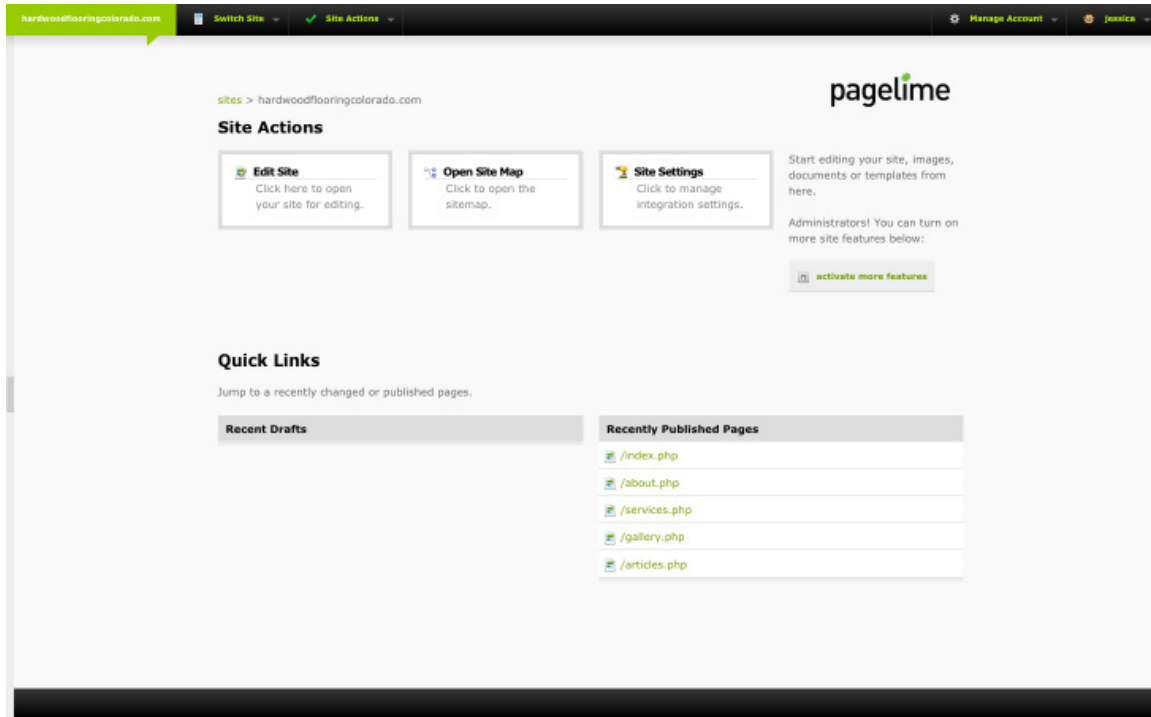 hardwoodflooringcolorado.com
Switch Site
Site Actions
Manage Account
jessica
pagelime
sites > hardwoodflooringcolorado.com
Site Actions
Edit Site
Click here to open
your site for editing.
Open Site Map
Click to open the
sitemap.
Site Settings
Click to manage
integration settings.
Start editing your site, images,
documents or templates from
here.
Administrators! You can turn on
more site features below:
activate more features
Quick Links
Jump to a recently changed or published pages.
Recent Drafts
Recently Published Pages
/index.php
/about.php
/services.php
/gallery.php
/articles.php